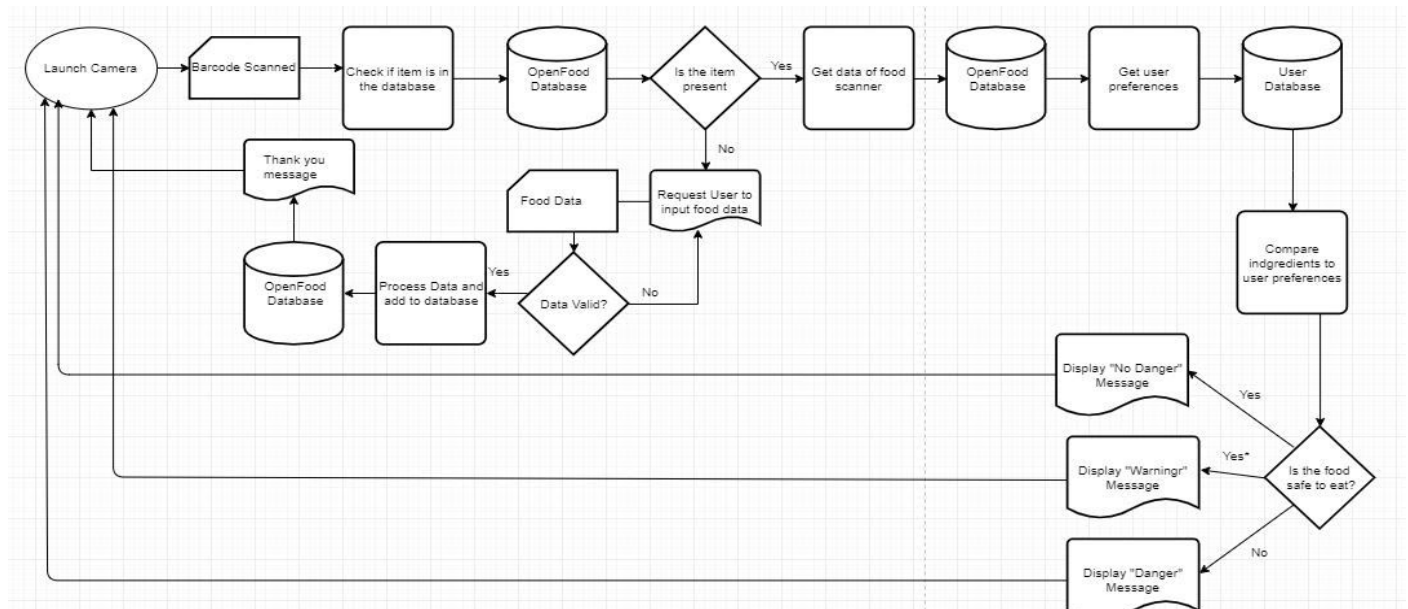 Launch Camera
Barcode Scanned
Check if item is in
the database
OpenFood
Database
Is the item
present
Yes
Get data of food
scanner
OpenFood
Database
Get user
preferences
User
Database
No
Thank you
message
Food Data
Request User to
input food data
Compare
indgredients to
user preferences
OpenFood
Database
Process Data and
add to database
Yes
Data Valid?
No
Display "No Danger"
Message
Yes
Display "Warningr"
Message
Yes*
Is the food
safe to eat?
No
Display "Danger"
Message